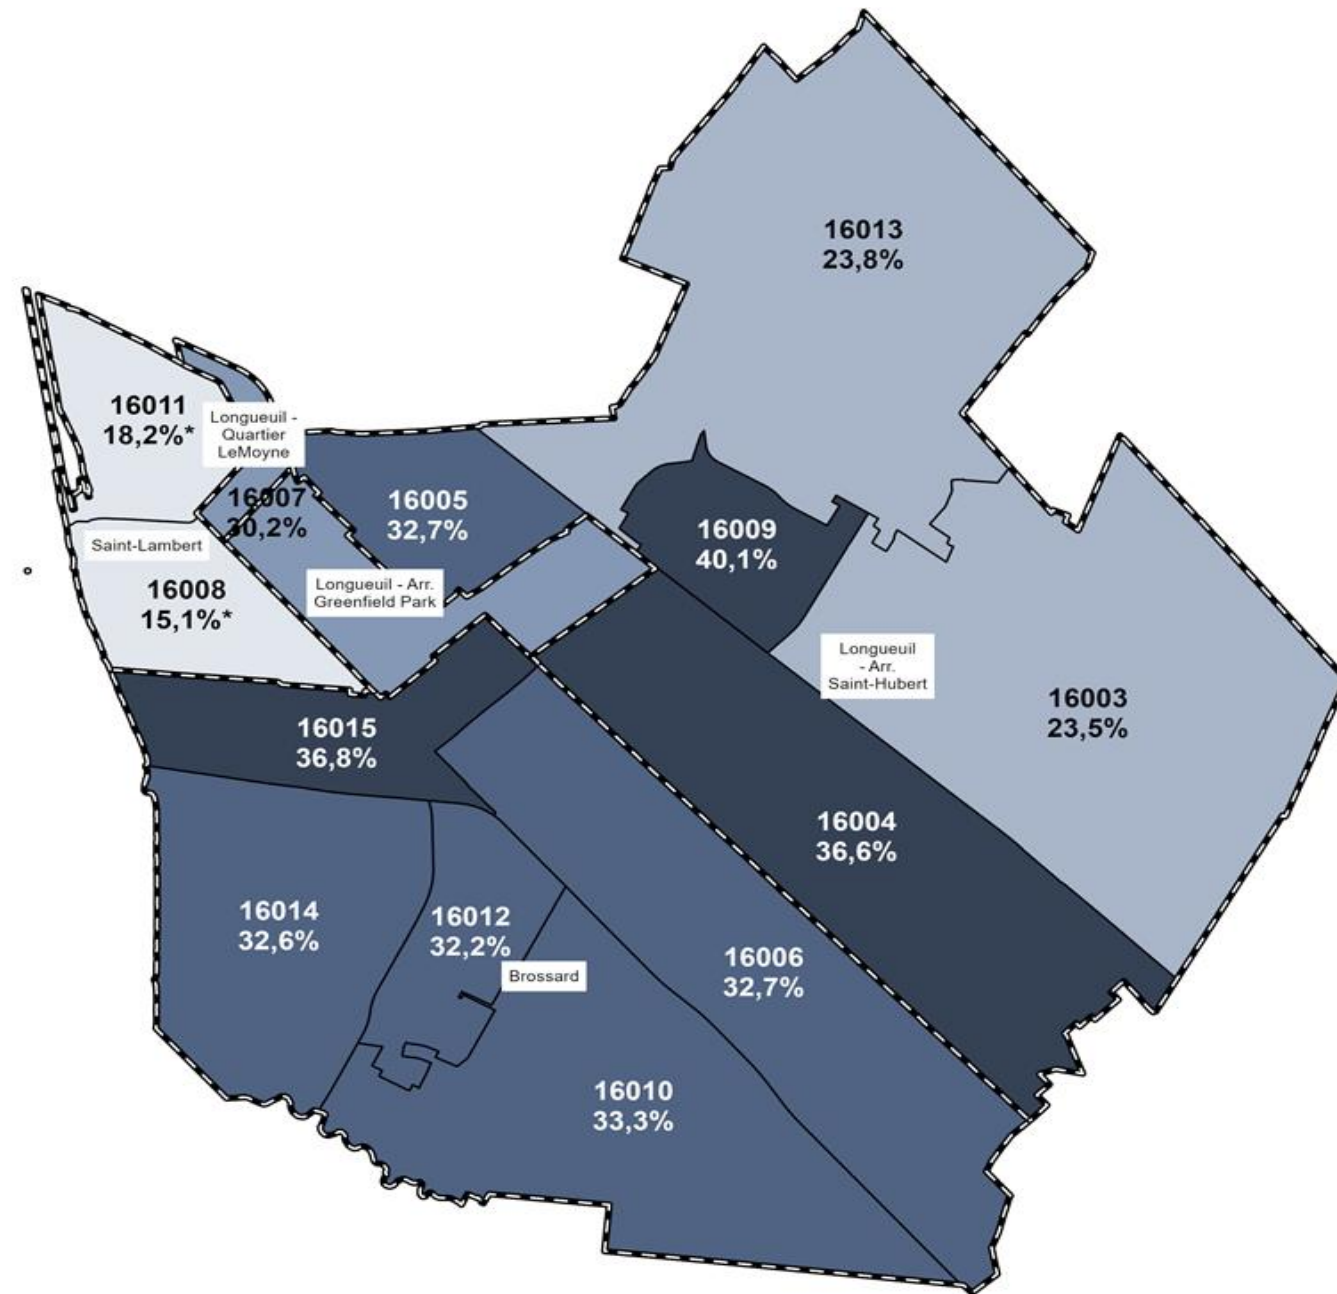 16013
23,8%
16011
18,2%*
Longueuil -
Quartier
LeMoyne
16007
30,2%
16005
32,7%
16009
40,1%
Saint-Lambert
16008
15,1%*
Longueuil - Arr.
Greenfield Park
Longueuil
- Arr.
Saint-Hubert
16003
23,5%
16015
36,8%
16004
36,6%
16014
32,6%
16012
32,2%
Brossard
16006
32,7%
16010
33,3%